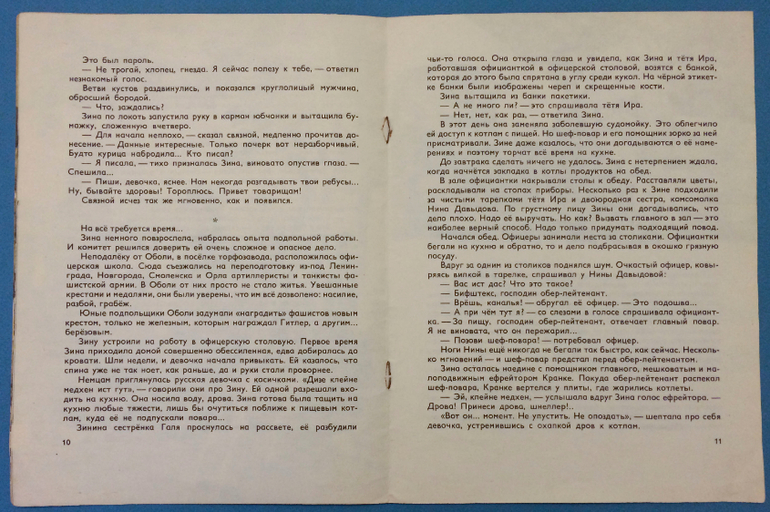 Это был пароль.
— Не трогай, хлопец, гнезда. Я сейчас попезу к тебе, — ответил
незнакомый голос.
Ветви кустов раздвинулись, и показался круглолицый мужчина,
обросший бородой.
— Что, заждались?
Зина по локоть запустила руку в карман юбчонки и вытащила бу-
мажку, сложенную вчетверо.
— Для начала неплохо, — сказал связной, медленно прочитав до-
несение. — Данные интересные. Только почерк вот неразборчивый.
Будто курица набродила... Кто писал?
— Я писала, — тихо призналась Зина, виновато опустив глаза. —
Спешила...
— Пиши, девочка, яснее. Нам некогда разгадывать твои ребусы...
Ну, бывайте здоровы! Тороплюсь. Привет товарищам!
Связной исчез так же мгновенно, как и появился.
*
На всё требуется время...
Зина немного повзрослела, набралась опыта подпольной работы.
И комитет решился доверить ей очень сложное и опасное дело.
Неподалёку от Оболи, в посёлке торфозавода, расположилась офи-
церская школа. Сюда съезжались на переподготовку из-под Ленин-
града, Новгорода, Смоленска и Орла артиллеристы и танкисты фа-
шистской армии. В Оболи от них просто не стало житья. Увешанные
крестами и медалями, они были уверены, что им всё дозволено: насилие,
разбой, грабёж.
Юные подпольщики Оболи задумали «наградить» фашистов новым
крестом, только не железным, которым награждал Гитлер, а другим...
берёзовым.
Зину устроили на работу в офицерскую столовую. Первое время
Зина приходила домой совершенно обессиленная, едва добиралась до
кровати. Шли недели, и девочка начала привыкать. Ей казалось, что
спина уже не так ноет, как раньше, да и руки стали проворнее.
Немцам приглянулась русская девочка с касичками. «Дизе клейне
медхен ист гут», — говорили они про Зину. Ей одной разрешали вхо-
дить на кухню. Она носила воду, дрова. Зина готова была тащить на
кухню любые тяжести, лишь бы очутиться поближе к пищевым кот-
лам, куда её не подпускали повара...
Зинина сестрёнка Галя проснулась на рассвете, её разбудили
10
чьи-то голоса. Она открыла глаза и увидела, как Зина и тётя Ира,
работавшая официанткой в офицерской столовой, возятся с банкой,
которая до этого была спрятана в углу среди кукол. На чёрной этикет-
ке банки были изображены череп и скрещенные кости.
Зина вытащила из банки пакетики.
— А не много ли? — это спрашивала тётя Ира.
— Нет, нет, как раз, — ответила Зина.
В этот день она заменяла заболевшую судомойку. Это облегчило
ей доступ к котлам с пищей. Но шеф-повар и его помощник зорко за ней
присматривали. Зине даже казалось, что они догадываются о её на-
мерениях и поэтому торчат всё время на кухне.
До завтрака сделать ничего не удалось. Зина с нетерпением ждала,
когда начнётся закладка в котлы продуктов на обед.
В зале официантки накрывали столы к обеду. Расставляли цветы,
раскладывали на столах приборы. Несколько раз к Зине подходили
за чистыми тарелками тётя Ира и двоюродная сестра, комсомолка
Нина Давыдова. По грустному лицу Зины они догадывались, что
дело плохо. Надо её выручать. Но как? Вызвать главного в зал — это
наиболее верный способ. Надо только придумать подходящий повод.
Начался обед. Офицеры занимали места за столиками. Официантки
бегали на кухню и обратно, то и дело подбрасывая в окошко грязную
посуду.
Вдруг за одним из столиков поднялся шум. Очкастый офицер, ковы-
ряясь вилкой в тарелке, спрашивал у Нины Давыдовой:
— Вас ист дас? Что это такое?
— Бифштекс, господин обер-лейтенант.
— Врёшь, каналья! — обругал её офицер. — Это падошва...
— А при чём тут я! — со слезами в голосе спрашивала официант-
ка. — За пищу, господин обер-лейтенант, отвечает главный повар.
Я не виновата, что он пережарил...
— Позови шеф-повара! — потребовал офицер.
Ноги Нины ещё никогда не бегали так быстро, как сейчас. Несколь-
ко мгновений — и шеф-повар предстал перед обер-лейтенантом.
Зина осталась наедине с помощником главного, мешковатым и ма-
лоподвижным ефрейтором Кранке. Покуда обер-лейтенант распекал
шеф-повара, Кранке вертелся у плиты, где жарились котлеты.
— Эй, клейне медхен, — услышала вдруг Зина голос ефрейтора. —
Дрова! Принеси дрова, шнеллер!..
«Вот он... момент. Не упустить. Не опоздать», — шептала про себя
девочка, устремившись с охапкой дров к котлам.
11